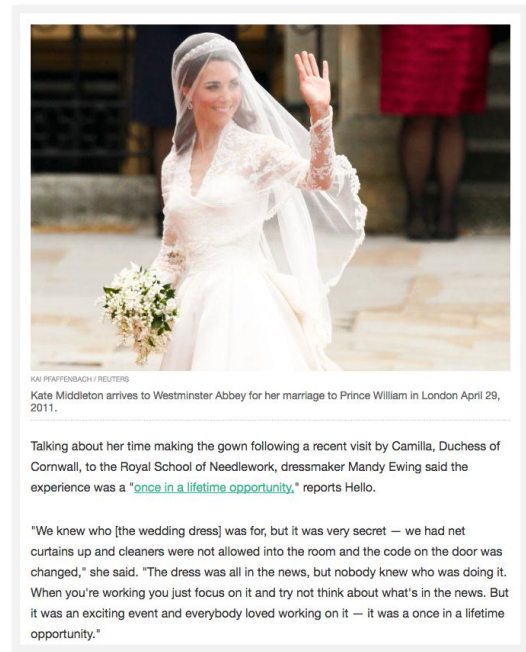 KAI PFAFFENBACH / REUTERS
Kate Middleton arrives to Westminster Abbey for her marriage to Prince William in London April 29,
2011.
Talking about her time making the gown following a recent visit by Camilla, Duchess of
Cornwall, to the Royal School of Needlework, dressmaker Mandy Ewing said the
experience was a "once in a lifetime opportunity," reports Hello.
"We knew who [the wedding dress] was for, but it was very secret — we had net
curtains up and cleaners were not allowed into the room and the code on the door was
changed," she said. "The dress was all in the news, but nobody knew who was doing it.
When you're working you just focus on it and try not think about what's in the news. But
it was an exciting event and everybody loved working on it — it was a once in a lifetime
opportunity."